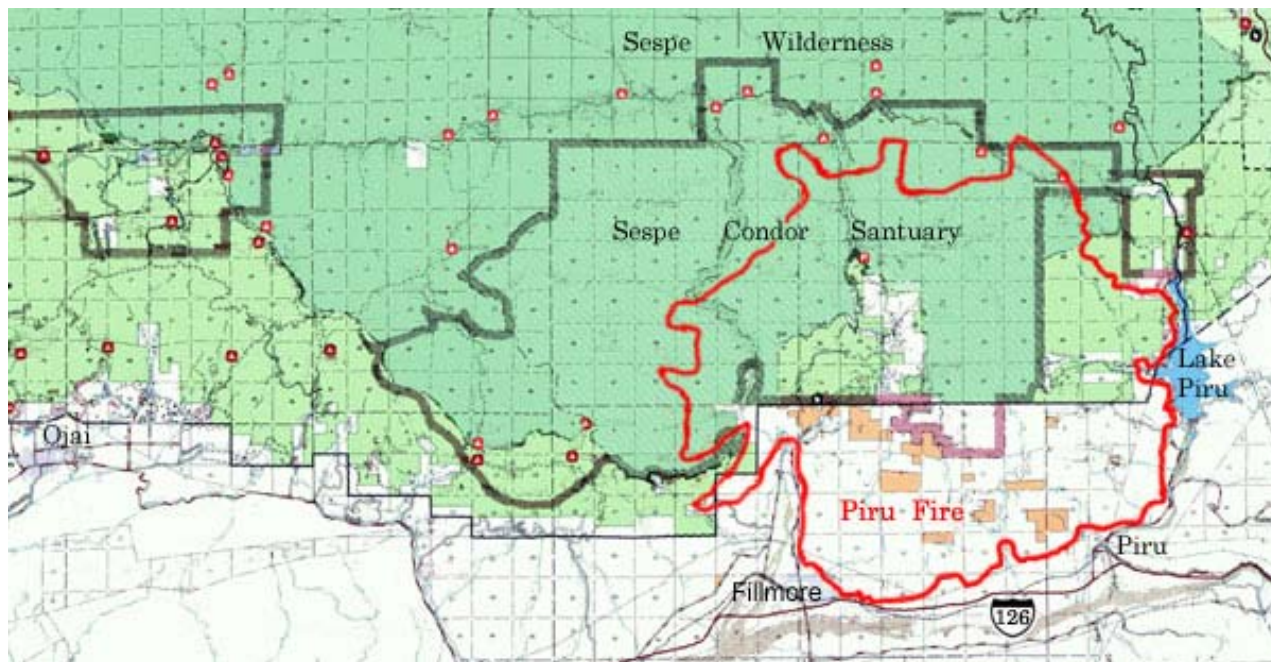 Sespe Wilderness
Sespe Condor Santuary
Lake
Piru
Ojai
Piru Fire
Piru
Fillmore
126